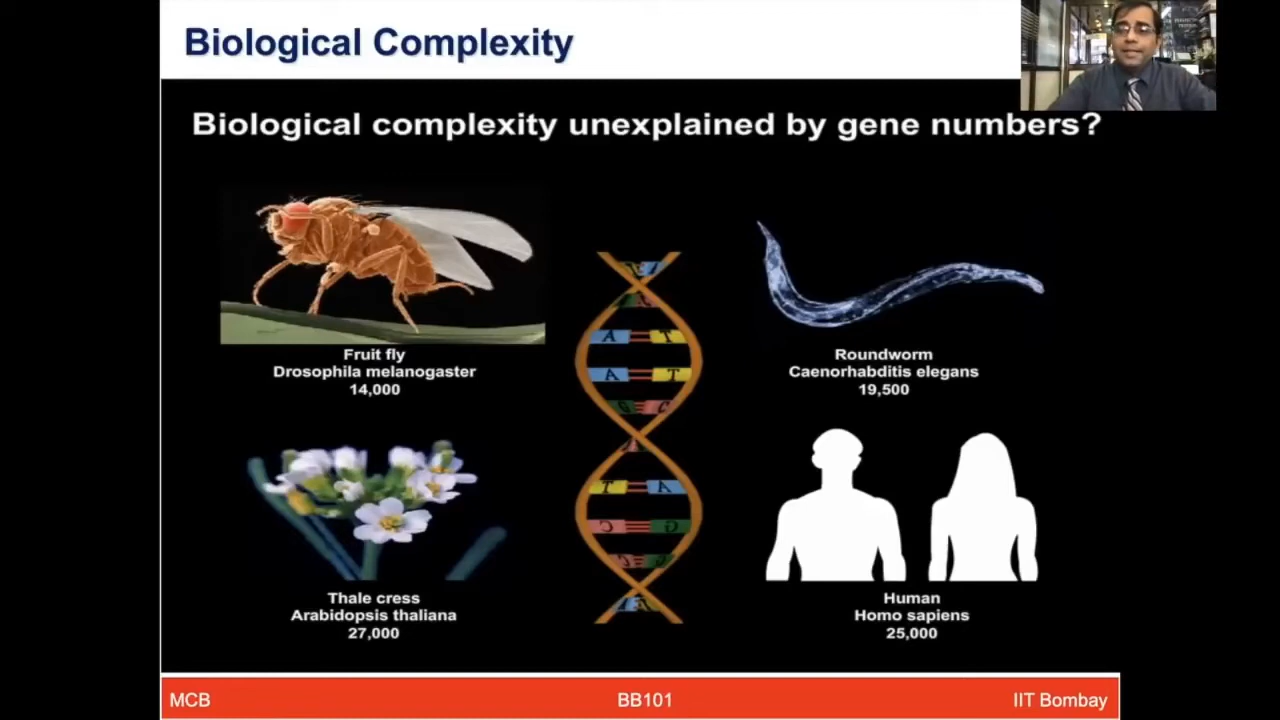 Biological Complexity
Biological complexity unexplained by gene numbers?
Fruit fly
Drosophila melanogaster
14,000
Roundworm
Caenorhabditis elegans
19,500
A T
A T
G C
T A
C G
Thale cress
Arabidopsis thaliana
27,000
Human
Homo sapiens
25,000
MCB
BB101
IIT Bombay